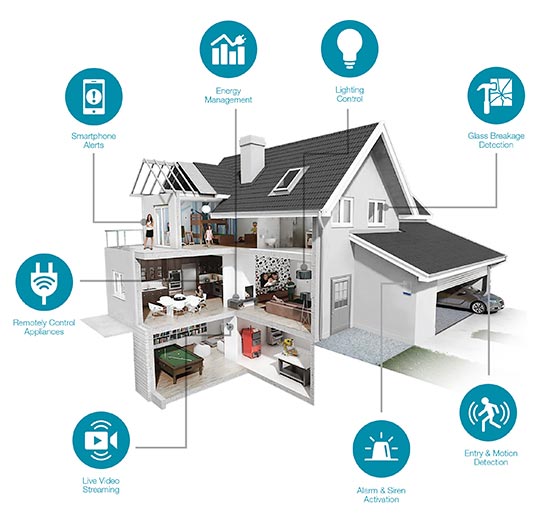 Energy
Management
Lighting
Control
Smartphone
Alerts
Glass Breakage
Detection
Remotely Control
Appliances
Live Video
Streaming
Alarm & Siren
Activation
Entry & Motion
Detection